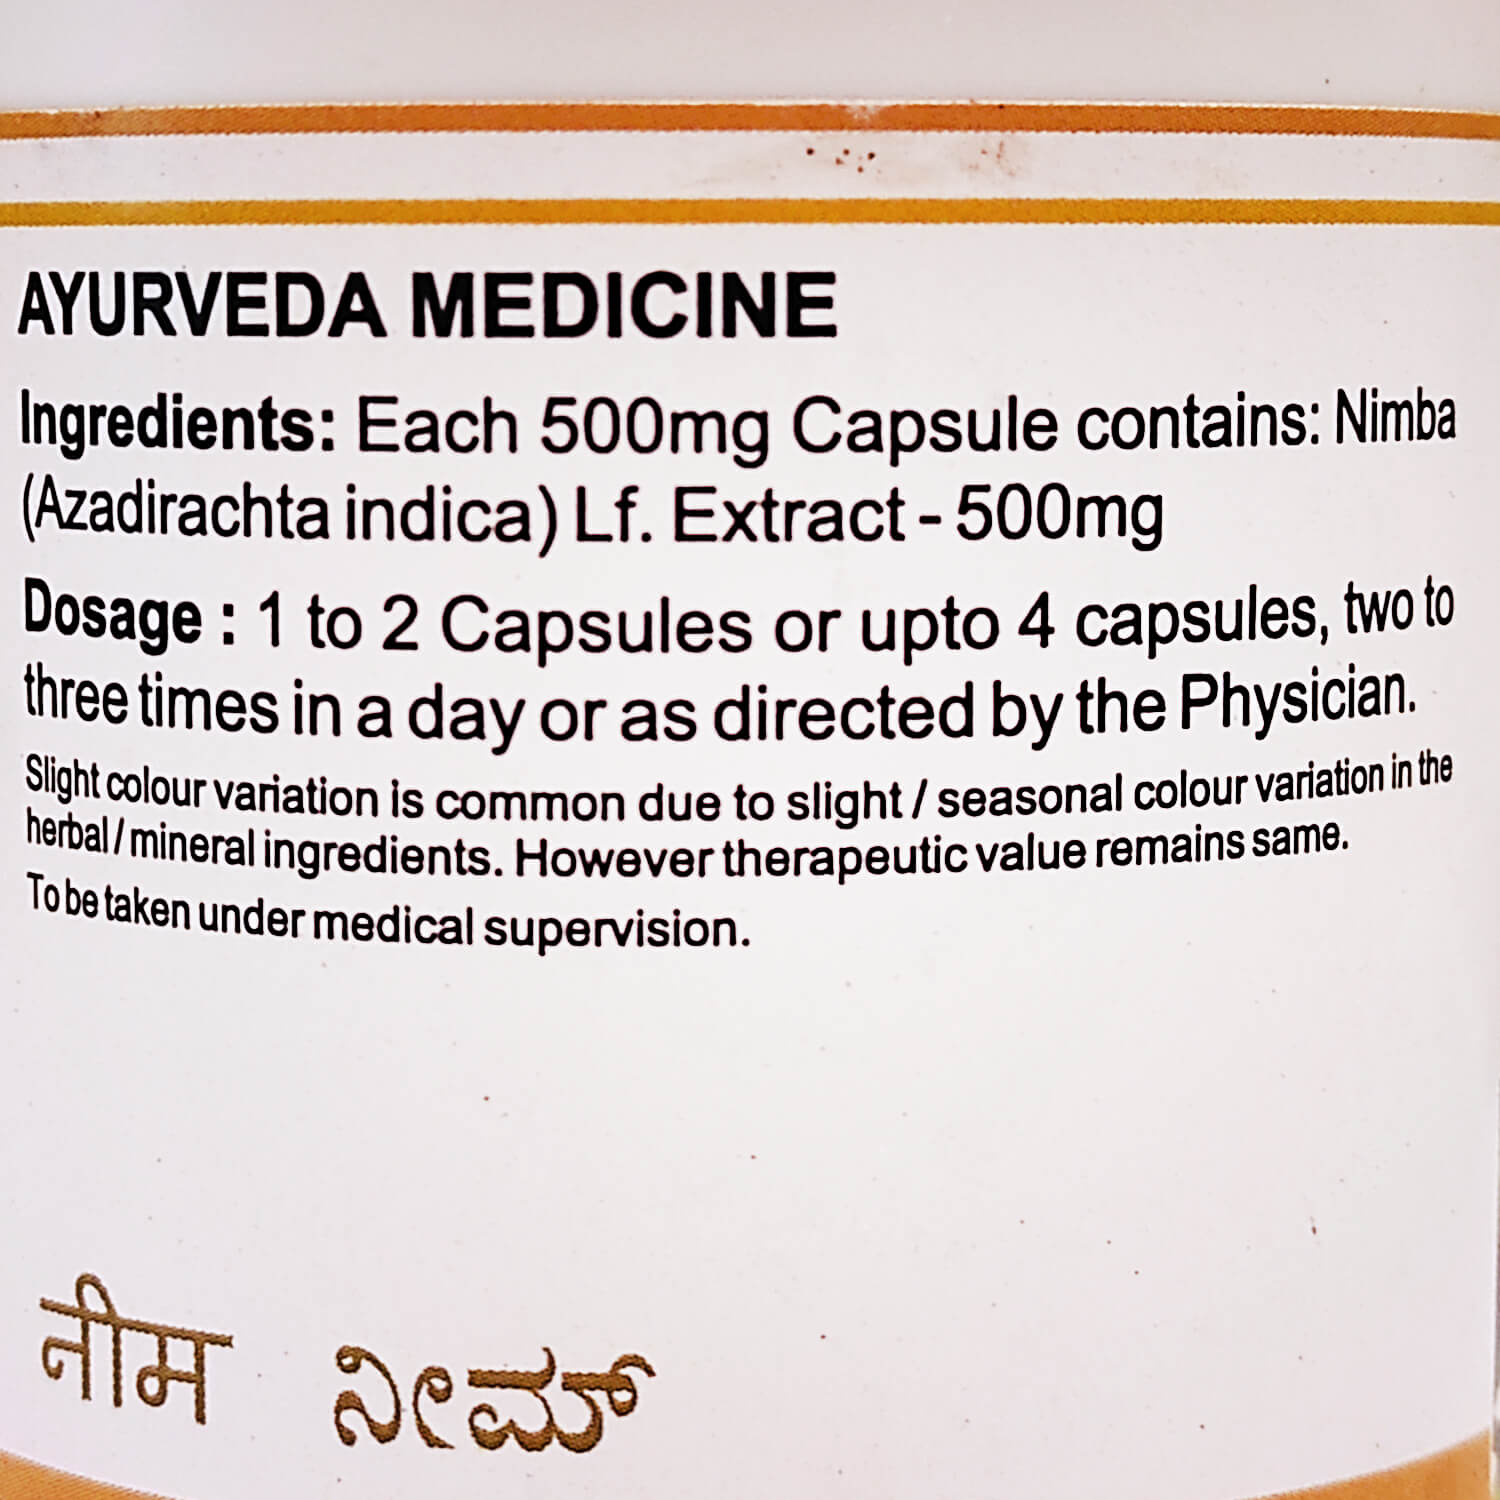 AYURVEDA MEDICINE
Ingredients: Each 500mg Capsule contains: Nimba
(Azadirachta indica) Lf. Extract - 500mg
Dosage : 1 to 2 Capsules or upto 4 capsules, two to
three times in a day or as directed by the Physician.
Slight colour variation is common due to slight / seasonal colour variation in the
herbal / mineral ingredients. However therapeutic value remains same.
To be taken under medical supervision.
नीम ನೀಮ್